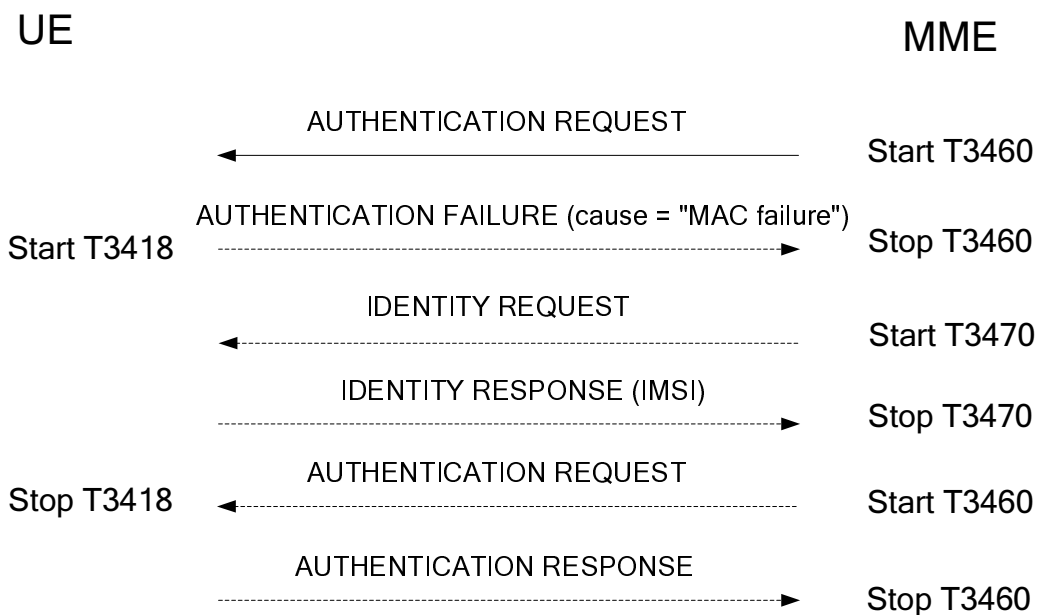 UE
MME
AUTHENTICATION REQUEST
Start T3460
AUTHENTICATION FAILURE (cause = "MAC failure")
Start T3418
Stop T3460
IDENTITY REQUEST
Start T3470
IDENTITY RESPONSE (IMSI)
Stop T3470
AUTHENTICATION REQUEST
Stop T3418
Start T3460
AUTHENTICATION RESPONSE
Stop T3460